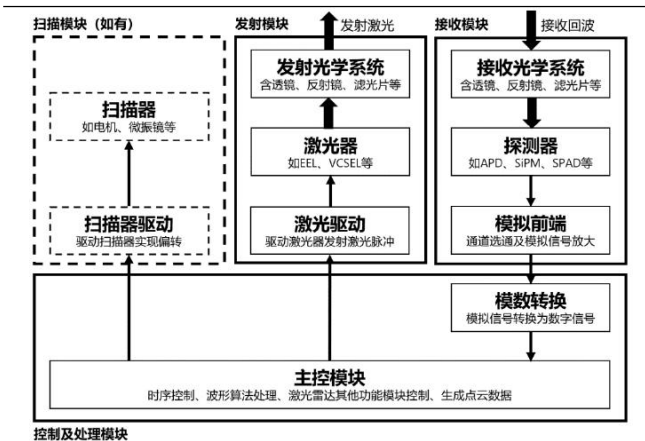 扫描模块（如有）
扫描器
如电机、微振镜等
扫描器驱动
驱动扫描器实现偏转
发射模块
发射激光
发射光学系统
含透镜、反射镜、滤光片等
激光器
如EEL、VCSEL等
激光驱动
驱动激光器发射激光脉冲
接收模块
接收回波
接收光学系统
含透镜、反射镜、滤光片等
探测器
如APD、SiPM、SPAD等
模拟前端
通道选通及模拟信号放大
模数转换
模拟信号转换为数字信号
主控模块
时序控制、波形算法处理、激光雷达其他功能模块控制、生成点云数据
控制及处理模块